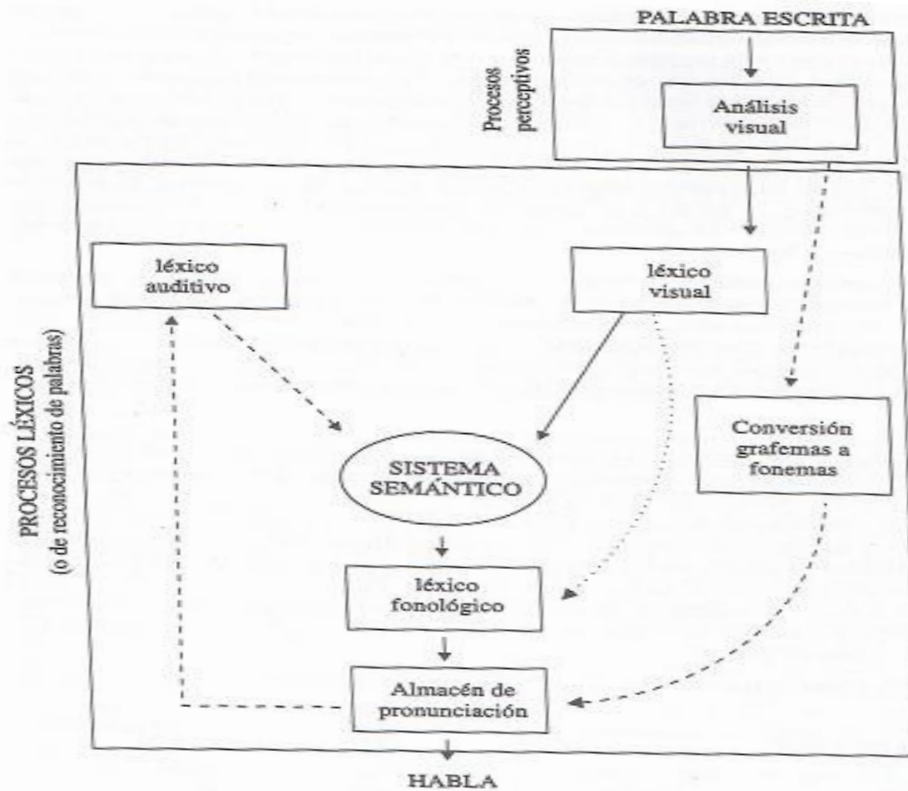 PALABRA ESCRITA
Procesos
perceptivos
Análisis
visual
PROCESOS LÉXICOS
(o de reconocimiento de palabras)
léxico
auditivo
léxico
visual
Conversión
grafemas a
fonemas
SISTEMA
SEMÁNTICO
léxico
fonológico
Almacén de
pronunciación
HABLA